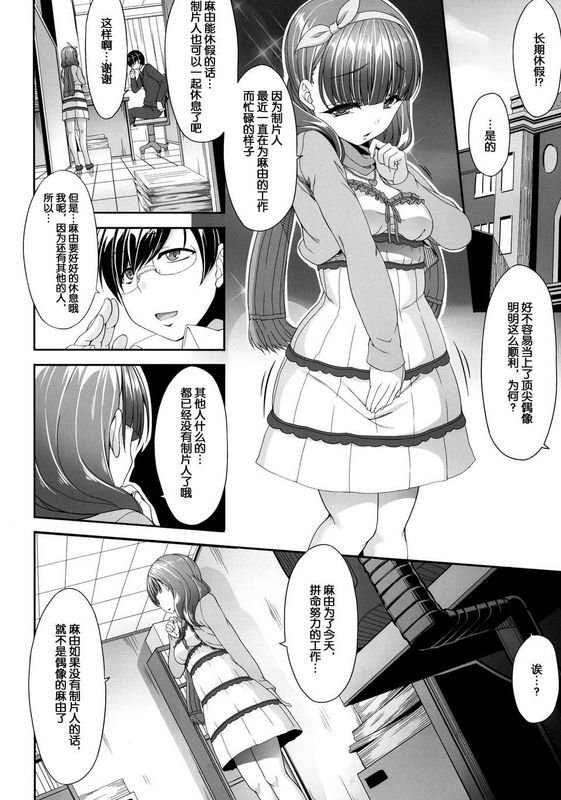 长期休假!?
…是的
好不容易当上了顶尖偶像
明明这么顺利，为何？
因为制片人
最近一直在为麻由的工作
而忙碌的样子
麻由能休假的话…
制片人也可以一起休息了吧
这样啊…谢谢
但是…麻由要好好的休息哦
我呢，因为还有其他的人，
所以…
其他人什么的…
都已经没有制片人了哦
诶…？
麻由为了今天，
拼命努力的工作…
麻由如果没有制片人的话，
就不是偶像的麻由了